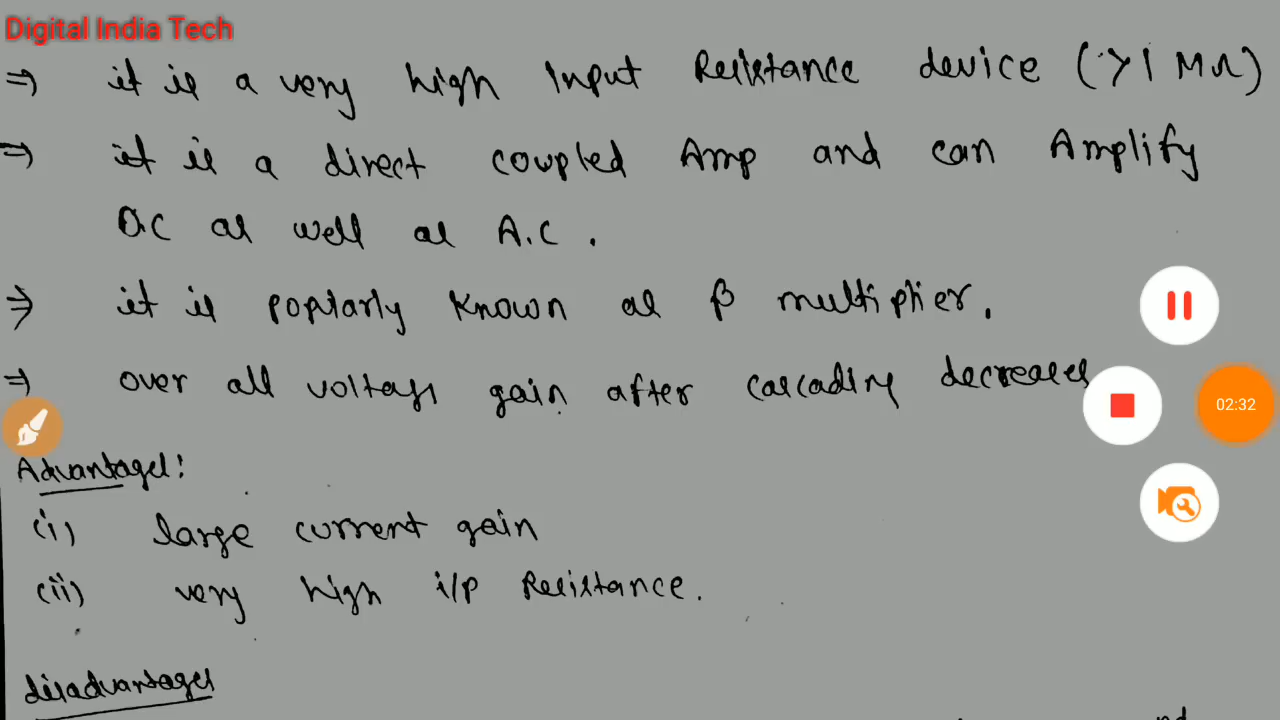 Digital India Tech
⇒ it is a very high Input Resistance device (>1 MΩ)
⇒ it is a direct coupled Amp and can Amplify
D.C as well as A.C.
⇒ it is poptarly known as β multiplier.
⇒ over all voltage gain after cascading decreases
02:32
Advantages:
(i) large current gain
(ii) very high i/p Resistance.
disadvantages